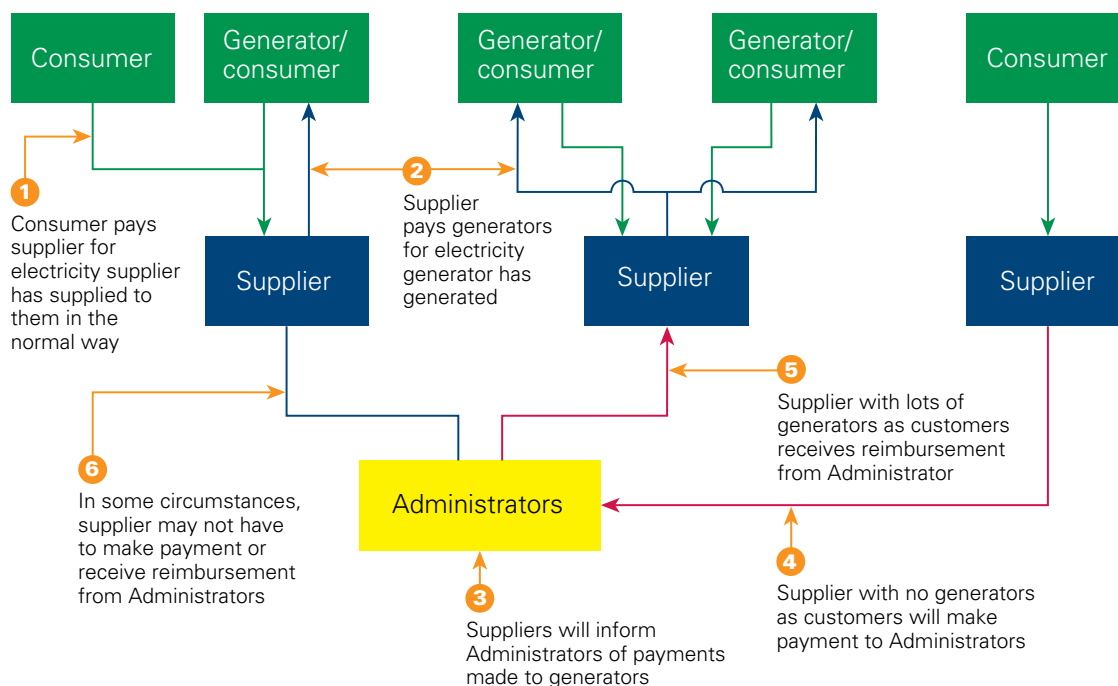 Consumer
Generator/
consumer
Generator/
consumer
Generator/
consumer
Consumer
1
Consumer pays
supplier for
electricity supplier
has supplied to
them in the
normal way
2
Supplier
pays generators
for electricity
generator has
generated
Supplier
Supplier
Supplier
5
Supplier with lots of
generators as customers
receives reimbursement
from Administrator
6
In some circumstances,
supplier may not have
to make payment or
receive reimbursement
from Administrators
Administrators
4
Supplier with no generators
as customers will make
payment to Administrators
3
Suppliers will inform
Administrators of payments
made to generators